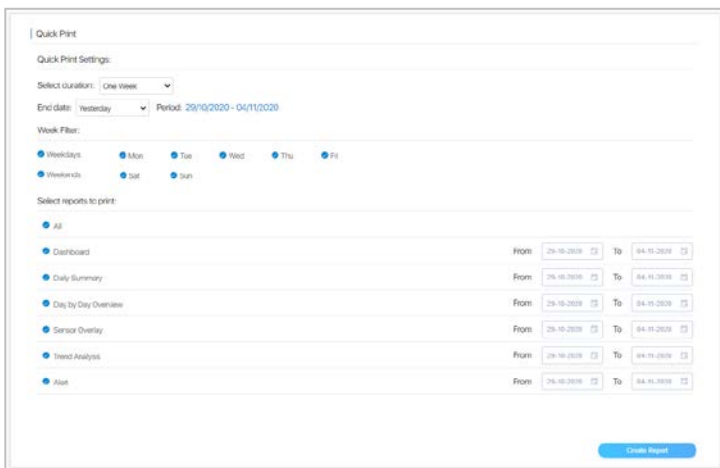 Quick Print
Quick Print Settings:
Select duration: One Week
End date: Yesterday Period: 29/10/2020 - 04/11/2020
Week Filter:
Weekdays Mon Tue Wed Thu Fri
Weekends Sat Sun
Select reports to print:
All
Dashboard From 29-10-2020 To 04-11-2020
Daily Summary From 29-10-2020 To 04-11-2020
Day by Day Overview From 29-10-2020 To 04-11-2020
Sensor Overlay From 29-10-2020 To 04-11-2020
Trend Analysis From 29-10-2020 To 04-11-2020
Alert From 29-10-2020 To 04-11-2020
Create Report